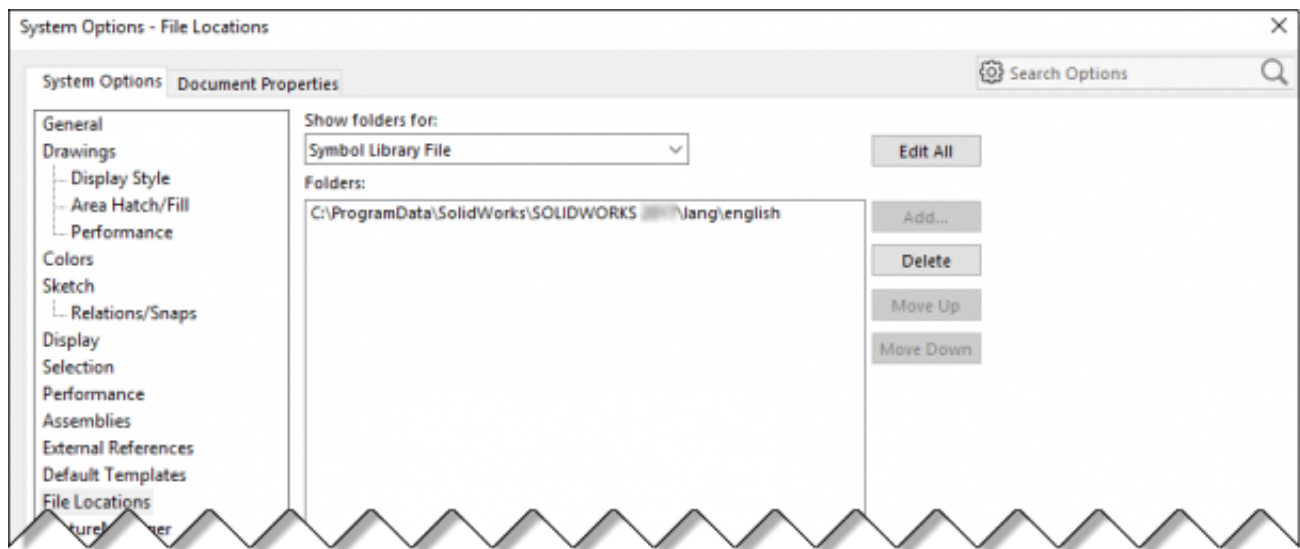 System Options - File Locations
System Options
Document Properties
Search Options
General
Drawings
Display Style
Area Hatch/Fill
Performance
Colors
Sketch
Relations/Snaps
Display
Selection
Performance
Assemblies
External References
Default Templates
File Locations
Show folders for:
Symbol Library File
Folders:
C:\ProgramData\SolidWorks\SOLIDWORKS \lang\english
Edit All
Add...
Delete
Move Up
Move Down